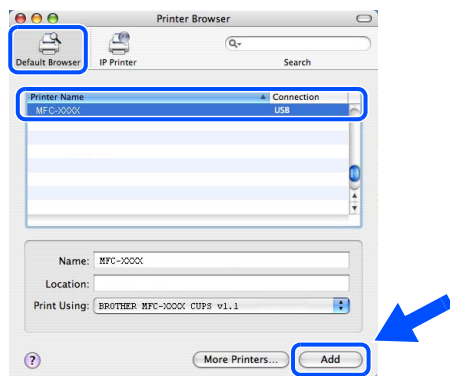 Printer Browser
Default Browser IP Printer Search
Printer Name Connection
MFC-XXXX USB
Name: MFC-XXXX
Location:
Print Using: BROTHER MFC-XXXX CUPS v1.1
? More Printers... Add